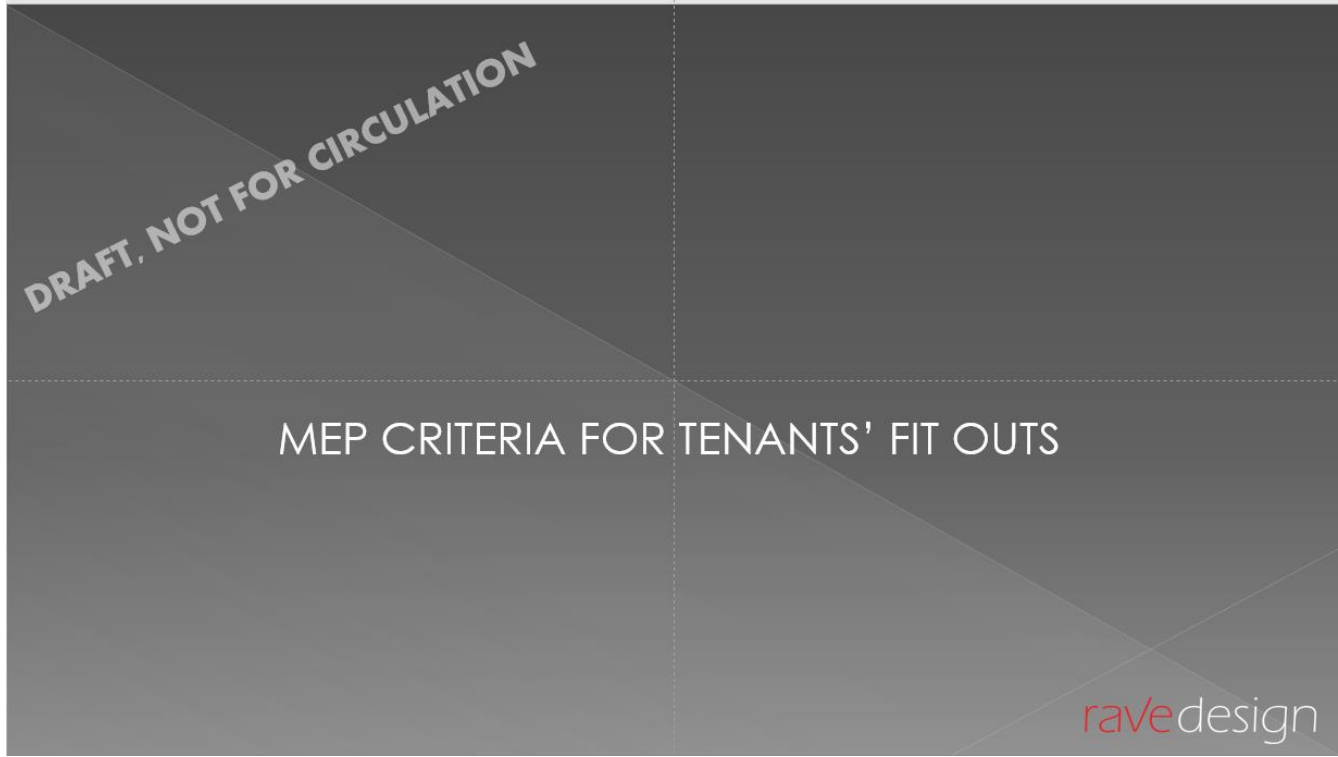 DRAFT, NOT FOR CIRCULATION
MEP CRITERIA FOR TENANTS’ FIT OUTS
ravedesign